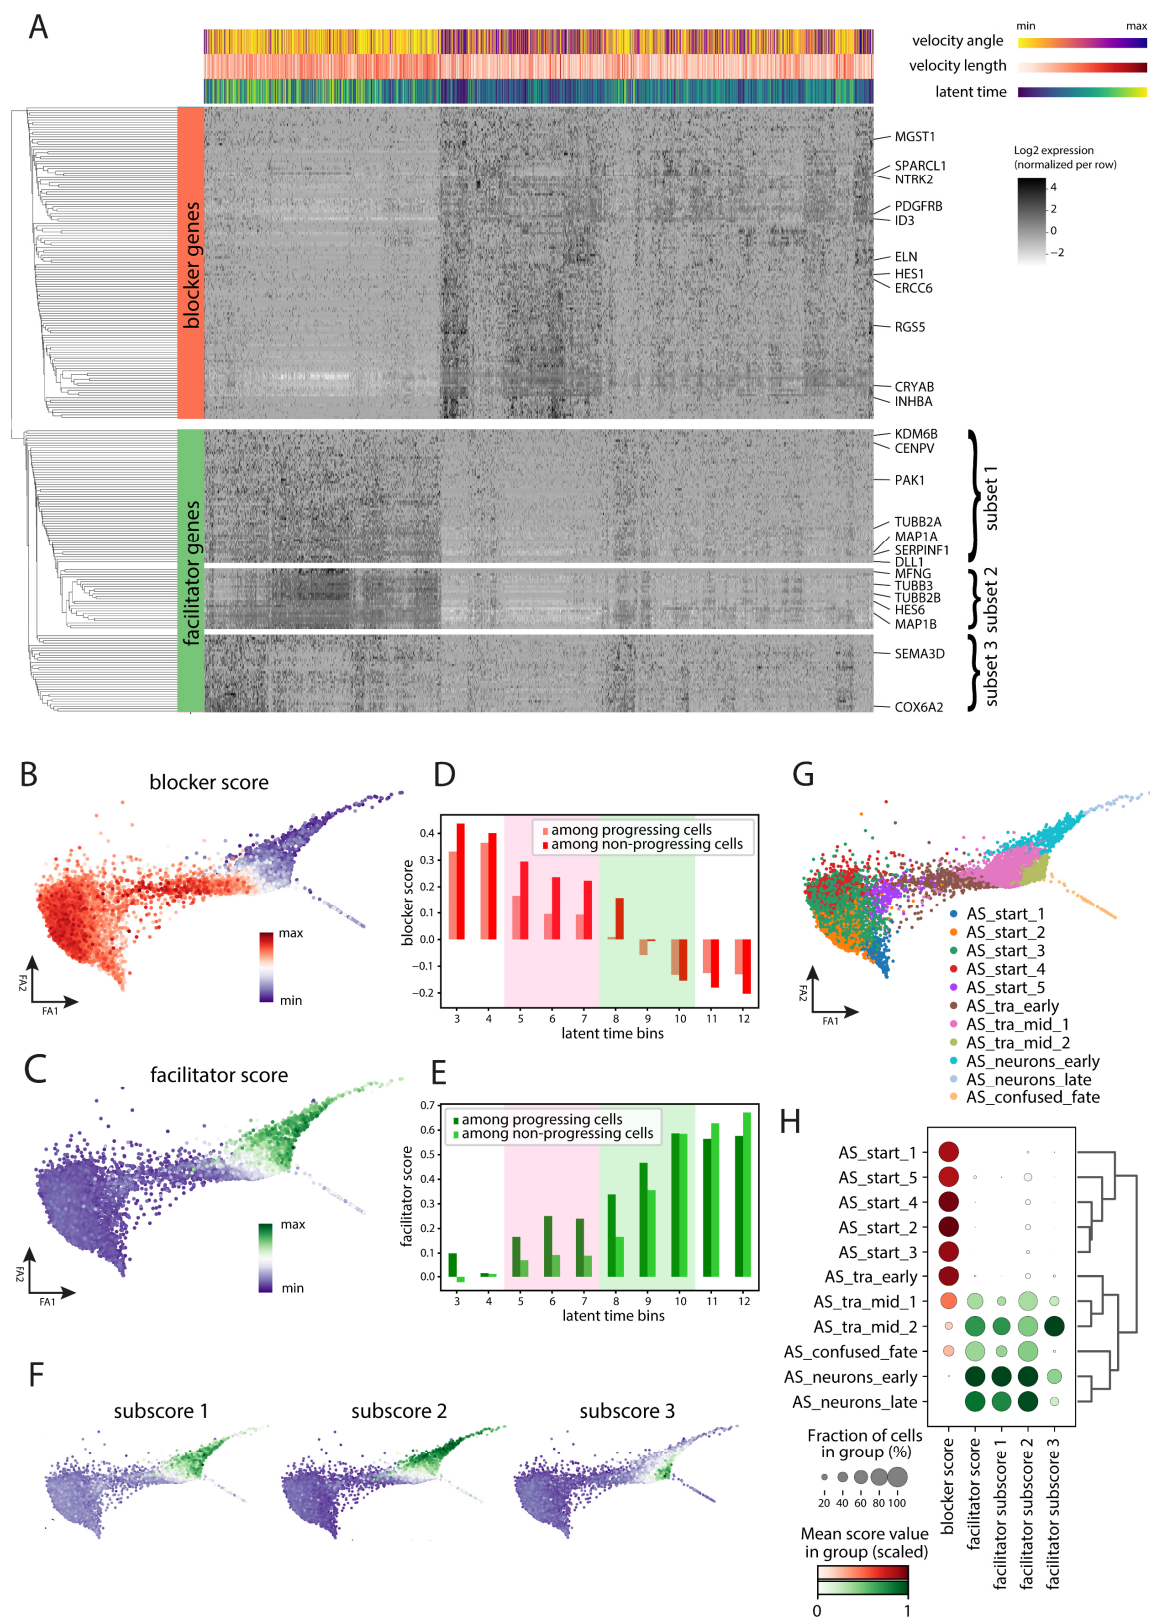 A
min
max
velocity angle
velocity length
latent time
Log2 expression
(normalized per row)
4
2
0
−2
blocker genes
MGST1
SPARCL1
NTRK2
PDGFRB
ID3
ELN
HES1
ERCC6
RGS5
CRYAB
INHBA
facilitator genes
KDM6B
CENPV
PAK1
TUBB2A
MAP1A
SERPINF1
DLL1
MFNG
TUBB3
TUBB2B
HES6
MAP1B
SEMA3D
COX6A2
subset 1
subset 2
subset 3
B
blocker score
max
min
FA2
FA1
C
facilitator score
max
min
FA2
FA1
D
among progressing cells
among non-progressing cells
blocker score
0.4
0.3
0.2
0.1
0.0
−0.1
−0.2
3 4 5 6 7 8 9 10 11 12
latent time bins
E
among progressing cells
among non-progressing cells
facilitator score
0.7
0.6
0.5
0.4
0.3
0.2
0.1
0.0
3 4 5 6 7 8 9 10 11 12
latent time bins
F
subscore 1
subscore 2
subscore 3
G
FA2
FA1
AS_start_1
AS_start_2
AS_start_3
AS_start_4
AS_start_5
AS_tra_early
AS_tra_mid_1
AS_tra_mid_2
AS_neurons_early
AS_neurons_late
AS_confused_fate
H
AS_start_1
AS_start_5
AS_start_4
AS_start_2
AS_start_3
AS_tra_early
AS_tra_mid_1
AS_tra_mid_2
AS_confused_fate
AS_neurons_early
AS_neurons_late
blocker score
facilitator score
facilitator subscore 1
facilitator subscore 2
facilitator subscore 3
Fraction of cells
in group (%)
20 40 60 80 100
Mean score value
in group (scaled)
0
1